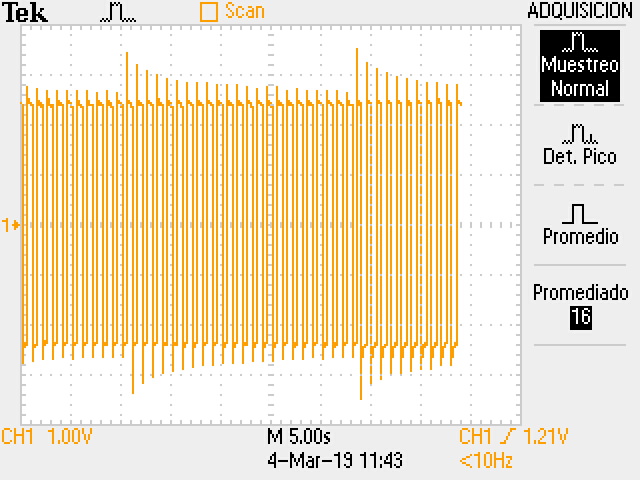 Tek
Scan
ADQUISICION
Muestreo
Normal
Det. Pico
1
Promedio
Promediado
16
CH1 1.00V
M 5.00s
CH1 1.21V
4-Mar-19 11:43
<10Hz